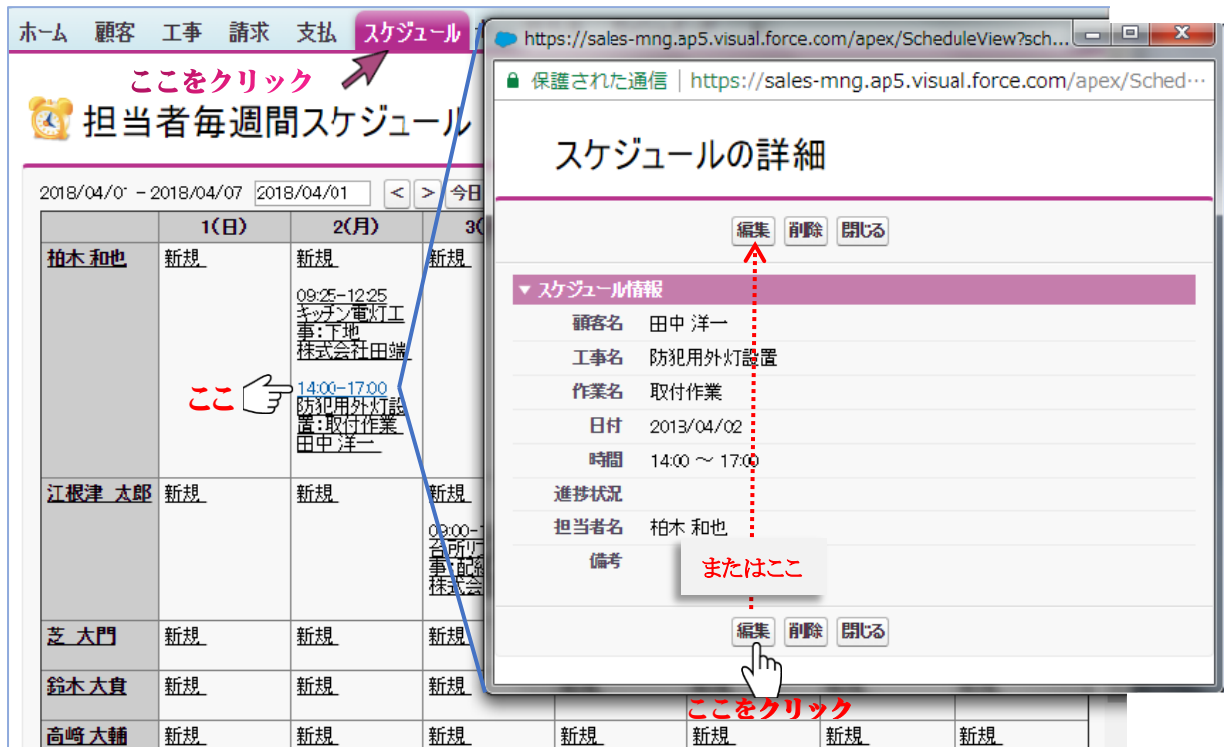 ホーム 顧客 工事 請求 支払 スケジュール
ここをクリック
担当者毎週間スケジュール
2018/04/0 - 2018/04/07 2018/04/01 < > 今日
1(日) 2(月) 3(
柏木 和也 新規 新規 新規
09:25-12:25
キッチン電灯工
事:下地
株式会社田端
ここ
14:00-17:00
防犯用外灯設
置:取付作業
田中 洋一
江根津 太郎 新規 新規 新規
09:00-
台所リ
事:配線
株式会
芝 大門 新規 新規 新規
鈴木 大貴 新規 新規 新規
高崎 大輔 新規 新規 新規 新規 新規 新規 新規
https://sales-mng.ap5.visual.force.com/apex/ScheduleView?sch...
保護された通信 | https://sales-mng.ap5.visual.force.com/apex/Sched…
スケジュールの詳細
編集 削除 閉じる
▼ スケジュール情報
顧客名 田中 洋一
工事名 防犯用外灯設置
作業名 取付作業
日付 2018/04/02
時間 14:00 ～ 17:00
進捗状況
担当者名 柏木 和也
備考
またはここ
編集 削除 閉じる
ここをクリック